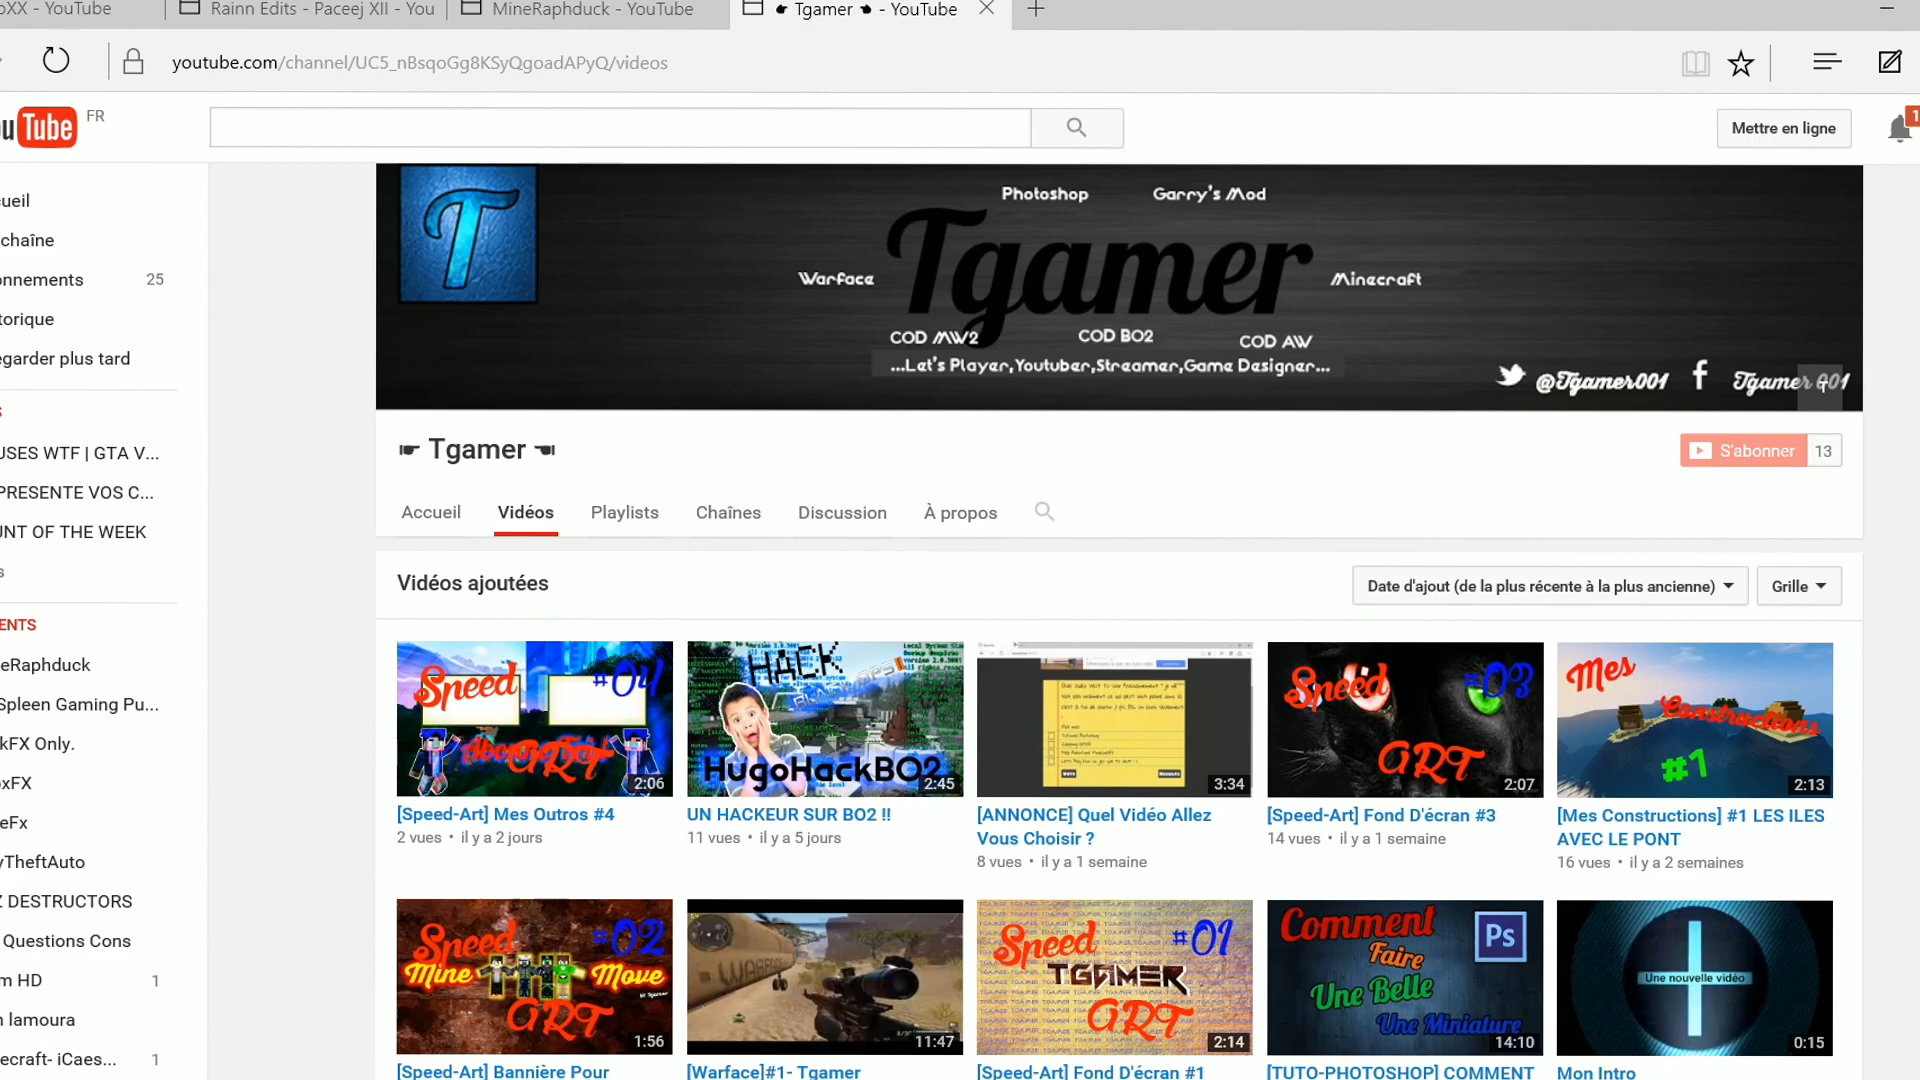 oXX - YouTube
Rainn Edits - Paceej XII - You
MineRaphduck - YouTube
Tgamer - YouTube
youtube.com/channel/UC5_nBsqoGg8KSyQgoadAPyQ/videos
ouTube FR
Mettre en ligne
1
ueil
chaîne
onnements 25
torique
egarder plus tard
S
USES WTF | GTA V...
PRESENTE VOS C...
UNT OF THE WEEK
s
ENTS
eRaphduck
Spleen Gaming Pu...
kFX Only.
oxFX
eFx
yTheftAuto
Z DESTRUCTORS
Questions Cons
m HD 1
n lamoura
ecraft- iCaes... 1
T
Photoshop Garry's Mod
Tgamer
Warface Minecraft
COD MW2 COD BO2 COD AW
...Let's Player,Youtuber,Streamer,Game Designer...
@Tgamer001 Tgamer 001
☛ Tgamer ☚
S'abonner 13
Accueil Vidéos Playlists Chaînes Discussion À propos
Vidéos ajoutées
Date d'ajout (de la plus récente à la plus ancienne) Grille
Speed #04
ART
2:06
[Speed-Art] Mes Outros #4
2 vues • il y a 2 jours
HACK
HugoHackBO2
2:45
UN HACKEUR SUR BO2 !!
11 vues • il y a 5 jours
3:34
[ANNONCE] Quel Vidéo Allez
Vous Choisir ?
8 vues • il y a 1 semaine
Speed #03
ART
2:07
[Speed-Art] Fond D'écran #3
14 vues • il y a 1 semaine
Mes
Constructions
#1
2:13
[Mes Constructions] #1 LES ILES
AVEC LE PONT
16 vues • il y a 2 semaines
Speed #02
Mine Move
ART
1:56
[Speed-Art] Bannière Pour
WARFACE
11:47
[Warface]#1- Tgamer
Speed #01
TGAMER
ART
2:14
[Speed-Art] Fond D'écran #1
Comment
Faire
Une Belle
Une Miniature
Ps
14:10
[TUTO-PHOTOSHOP] COMMENT
Une nouvelle vidéo
0:15
Mon Intro